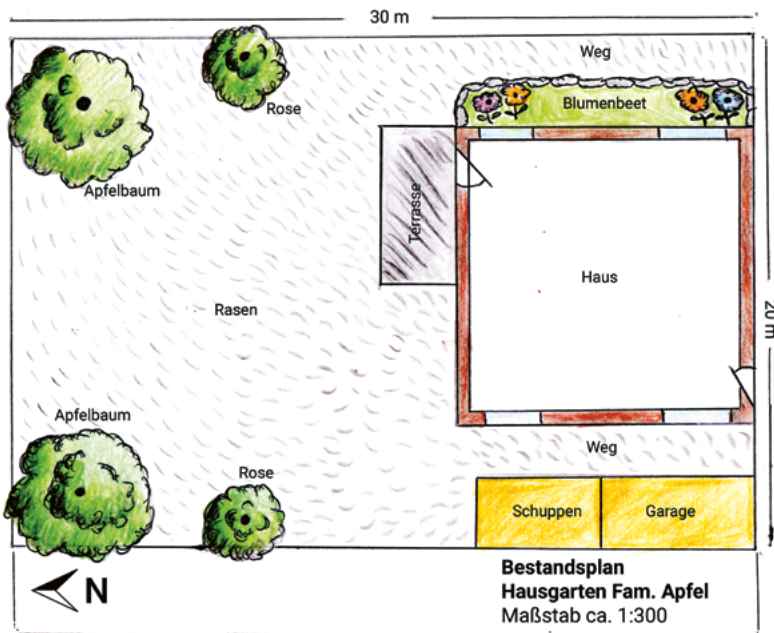 30 m
Weg
Rose
Blumenbeet
Apfelbaum
Terrasse
Haus
Rasen
20 m
Apfelbaum
Weg
Rose
Schuppen
Garage
N
Bestandsplan
Hausgarten Fam. Apfel
Maßstab ca. 1:300